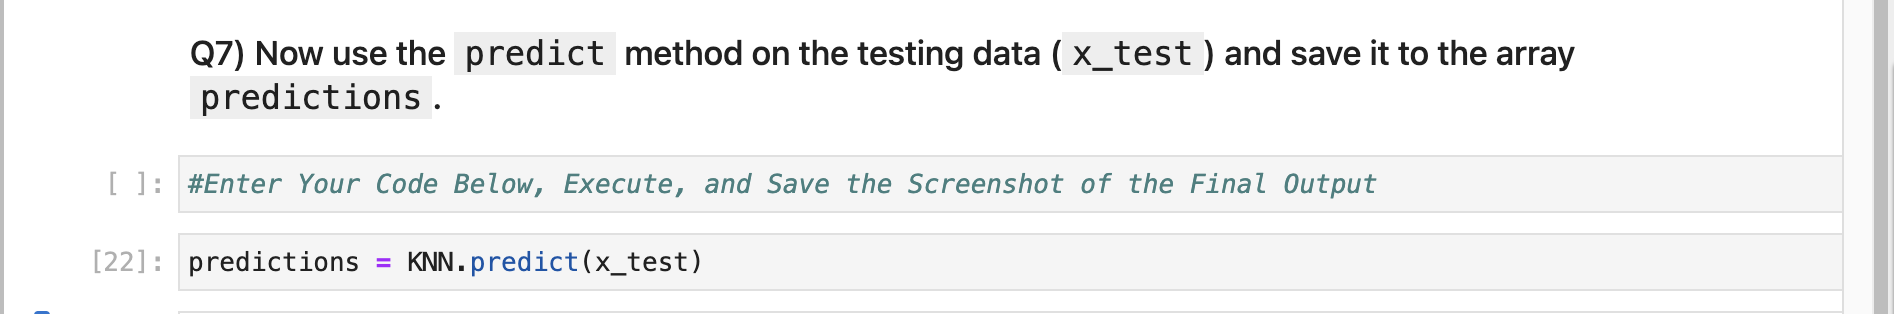 Q7) Now use the predict method on the testing data (x_test) and save it to the array
predictions.
[ ]: #Enter Your Code Below, Execute, and Save the Screenshot of the Final Output
[22]: predictions = KNN.predict(x_test)